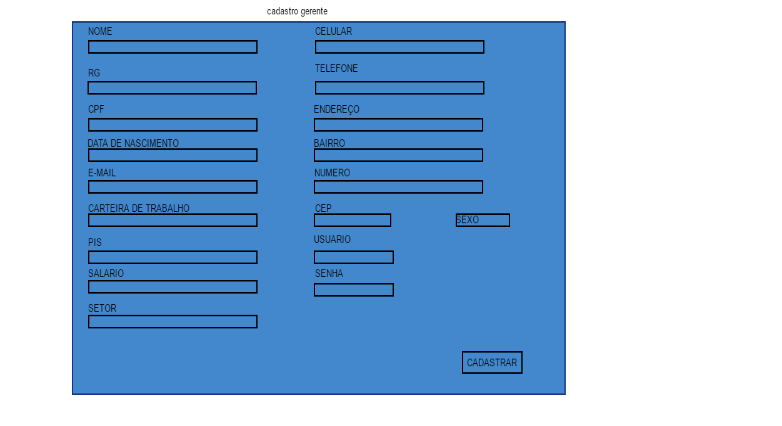 cadastro gerente
NOME
CELULAR
RG
TELEFONE
CPF
ENDEREÇO
DATA DE NASCIMENTO
BAIRRO
E-MAIL
NUMERO
CARTEIRA DE TRABALHO
CEP
SEXO
PIS
USUARIO
SALARIO
SENHA
SETOR
CADASTRAR